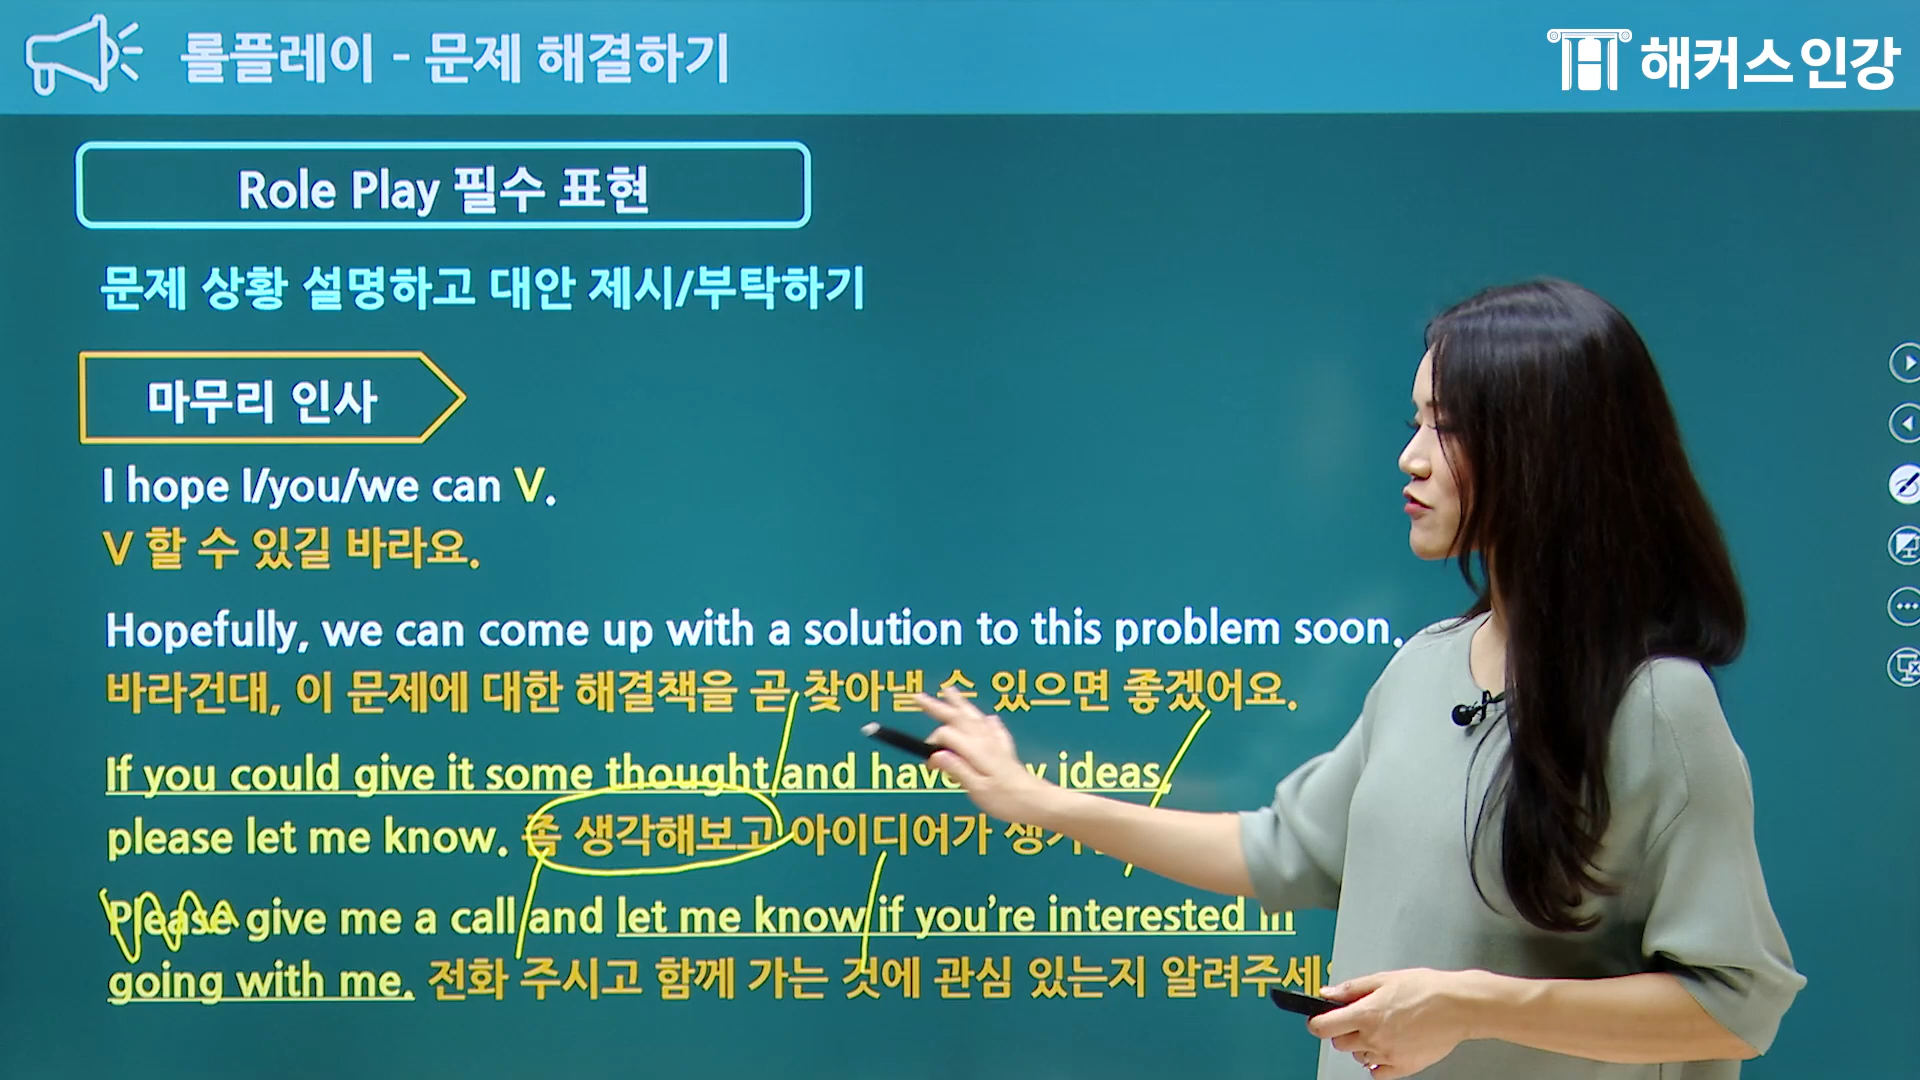 롤플레이 - 문제 해결하기
해커스인강
Role Play 필수 표현
문제 상황 설명하고 대안 제시/부탁하기
마무리 인사
I hope I/you/we can V.
V 할 수 있길 바라요.
Hopefully, we can come up with a solution to this problem soon.
바라건대, 이 문제에 대한 해결책을 곧 찾아낼 수 있으면 좋겠어요.
If you could give it some thought and have ideas,
please let me know. 좀 생각해보고 아이디어가
Please give me a call and let me know if you're interested in
going with me. 전화 주시고 함께 가는 것에 관심 있는지